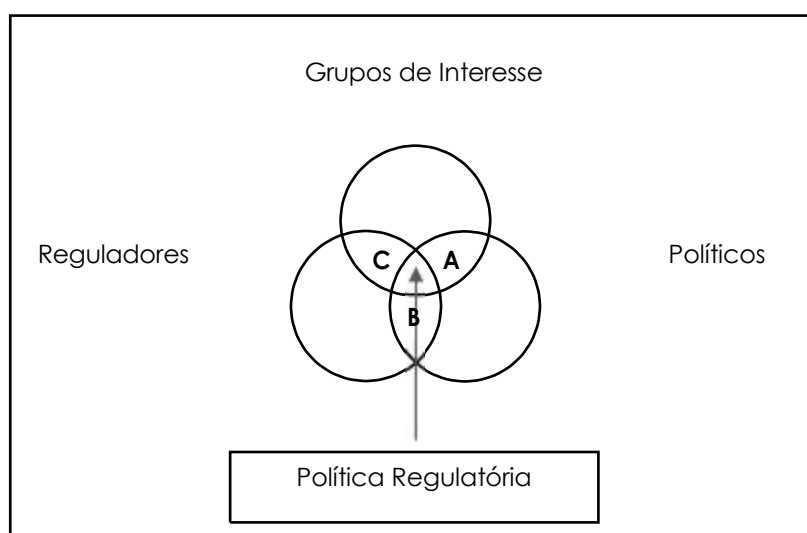 Grupos de Interesse
Reguladores
Políticos
C
A
B
Política Regulatória